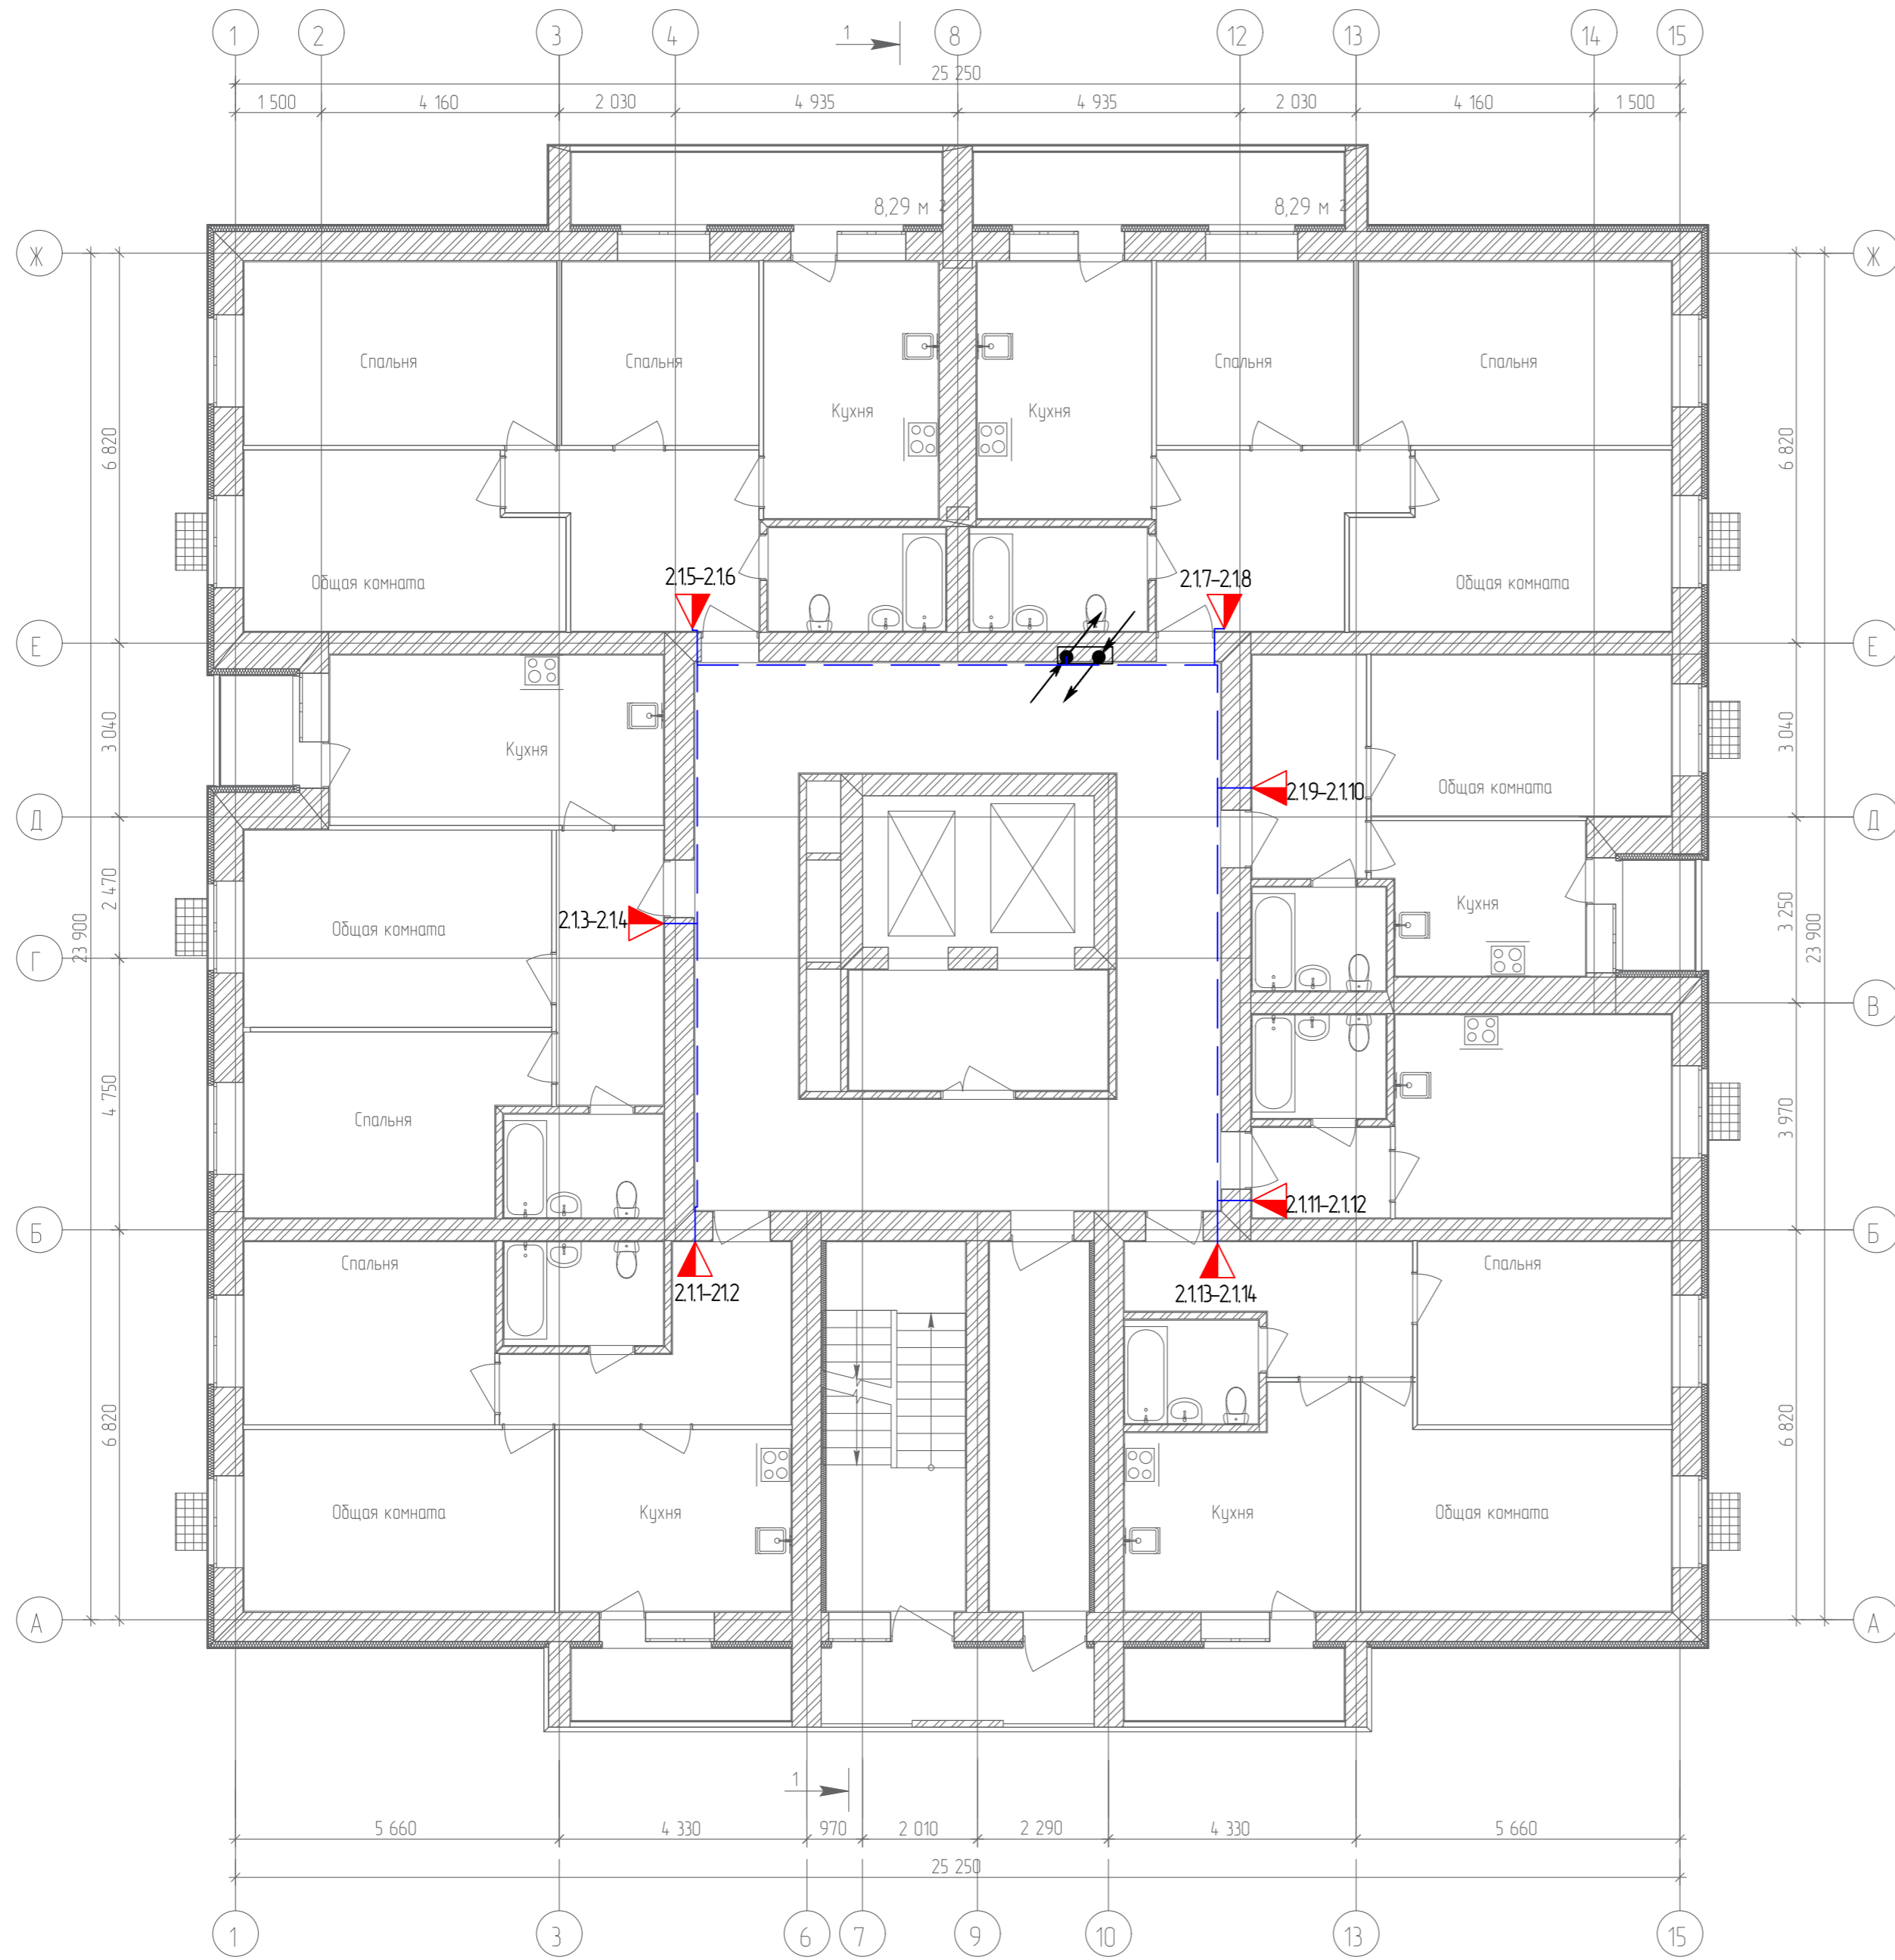 1 2 3 4 8 12 13 14 15
1
25 250
1 500 4 160 2 030 4 935 4 935 2 030 4 160 1 500
8,29 м 2 8,29 м 2
Ж Ж
Спальня Спальня Спальня Спальня
Кухня Кухня
6 820 6 820
2.1.5-2.1.6 2.1.7-2.1.8
Общая комната Общая комната
Е Е
3 040 Кухня 3 040
2.1.9-2.1.10 Общая комната
Д Д
2 470 Кухня 3 250
2.1.3-2.1.4
Общая комната
23 900 23 900
Г
В
4 750 Спальня 3 970
2.1.11-2.1.12
Б Б
Спальня Спальня
2.1.1-2.1.2 2.1.13-2.1.14
6 820 6 820
Общая комната Кухня Кухня Общая комната
А А
1
5 660 4 330 970 2 010 2 290 4 330 5 660
25 250
1 3 6 7 9 10 13 15